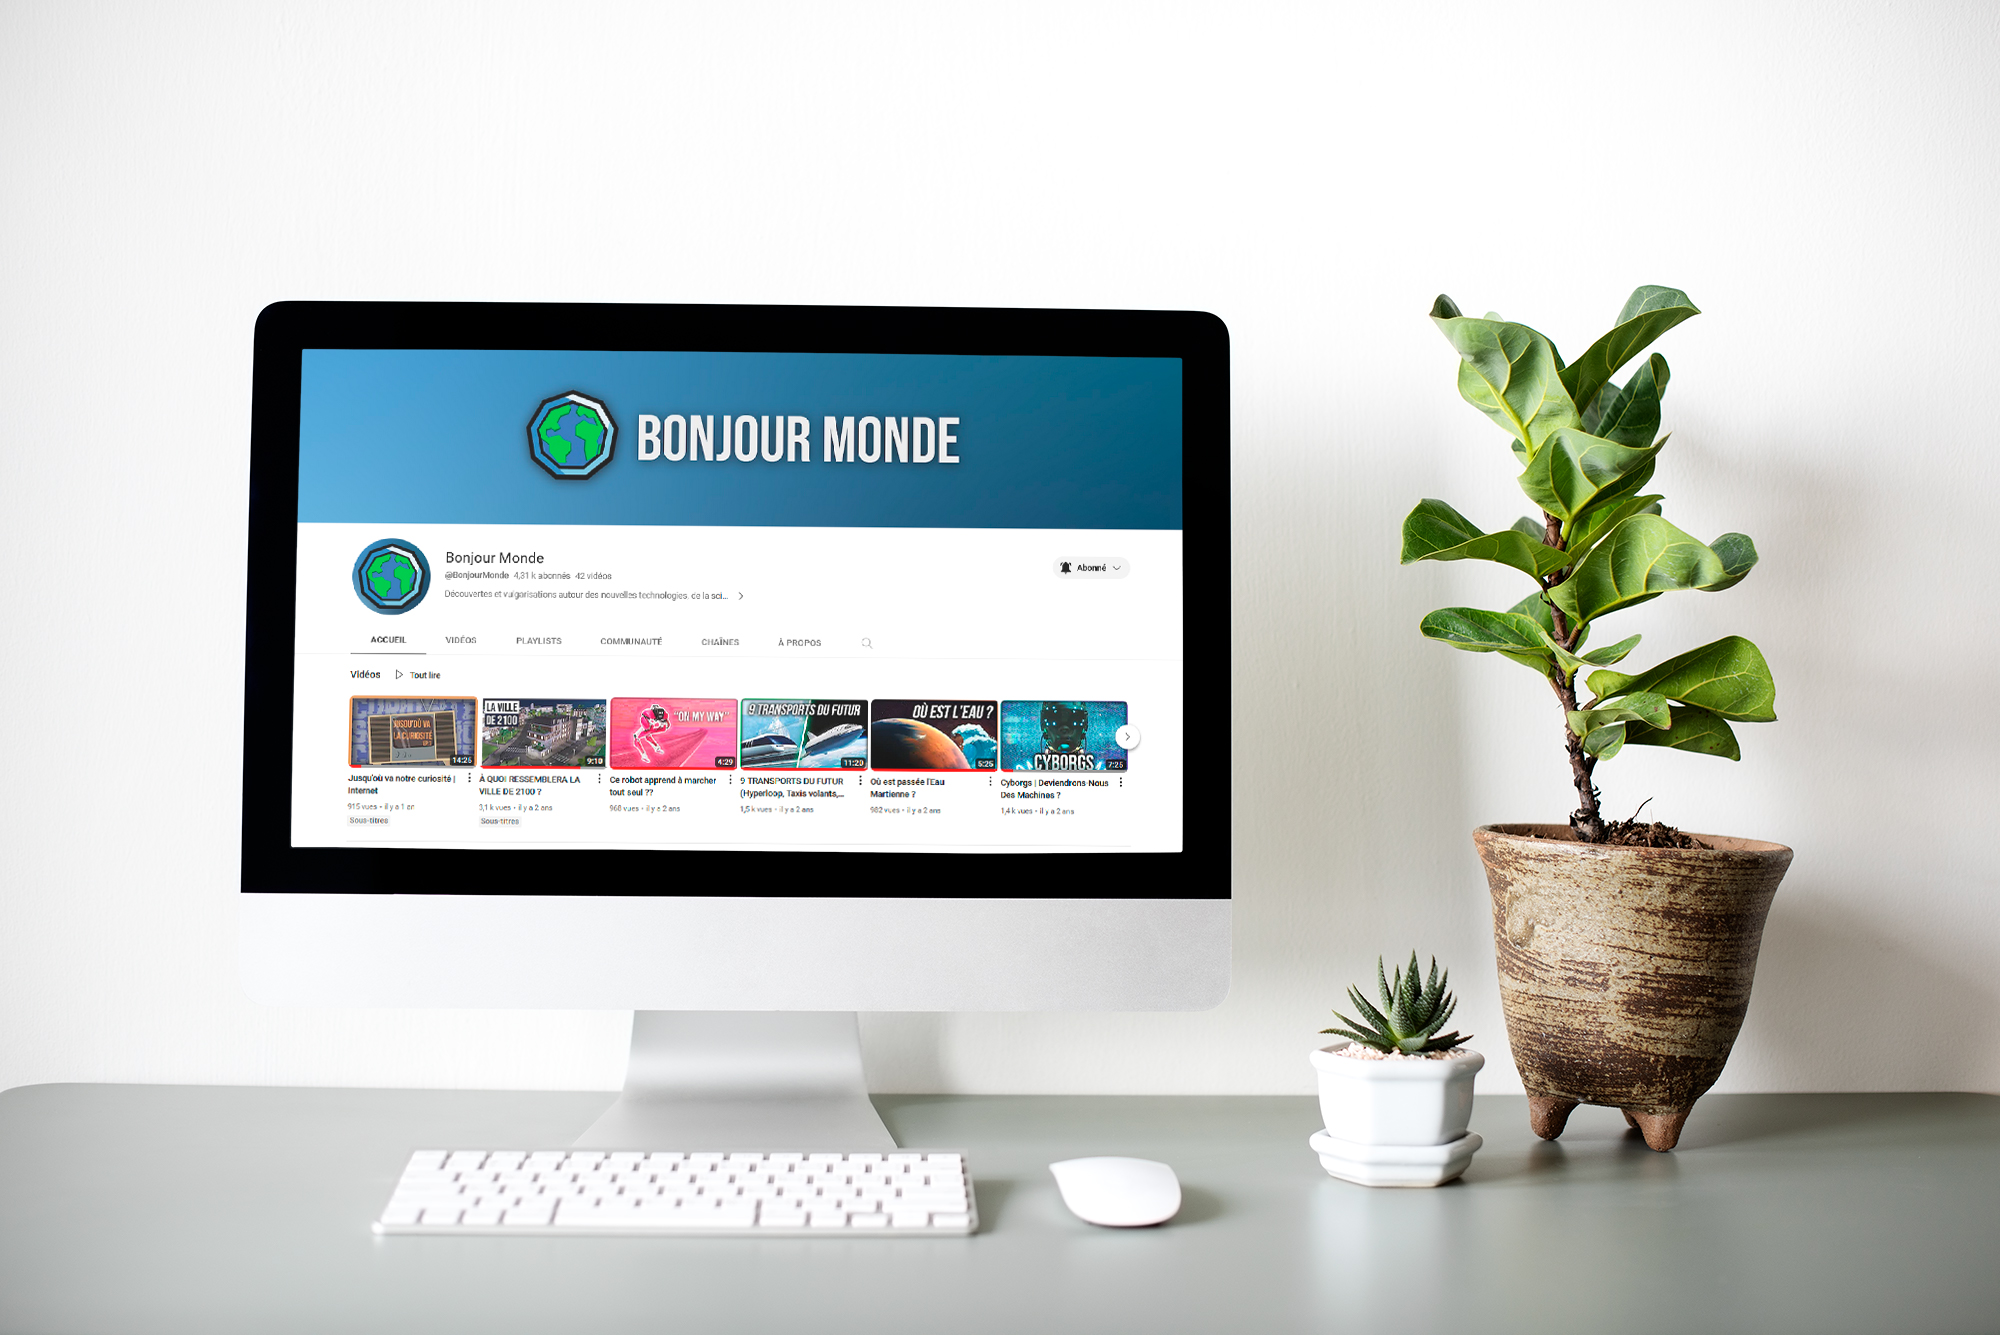 BONJOUR MONDE
Bonjour Monde
@BonjourMonde 4,31 k abonnés 42 vidéos
Découvertes et vulgarisations autour des nouvelles technologies, de la sci...
Abonné
ACCUEIL VIDÉOS PLAYLISTS COMMUNAUTÉ CHAÎNES À PROPOS
Vidéos Tout lire
JUSQU'OÙ VA
LA CURIOSITÉ
14:25
Jusqu'où va notre curiosité |
Internet
915 vues • il y a 1 an
Sous-titres
LA VILLE
DE 2100
9:10
À QUOI RESSEMBLERA LA
VILLE DE 2100 ?
3,1 k vues • il y a 2 ans
Sous-titres
"ON MY WAY"
4:29
Ce robot apprend à marcher
tout seul ??
968 vues • il y a 2 ans
9 TRANSPORTS DU FUTUR
11:20
9 TRANSPORTS DU FUTUR
(Hyperloop, Taxis volants,...
1,5 k vues • il y a 2 ans
OÙ EST L'EAU ?
5:25
Où est passée l'Eau
Martienne ?
982 vues • il y a 2 ans
CYBORGS
7:25
Cyborgs | Deviendrons-Nous
Des Machines ?
1,4 k vues • il y a 2 ans